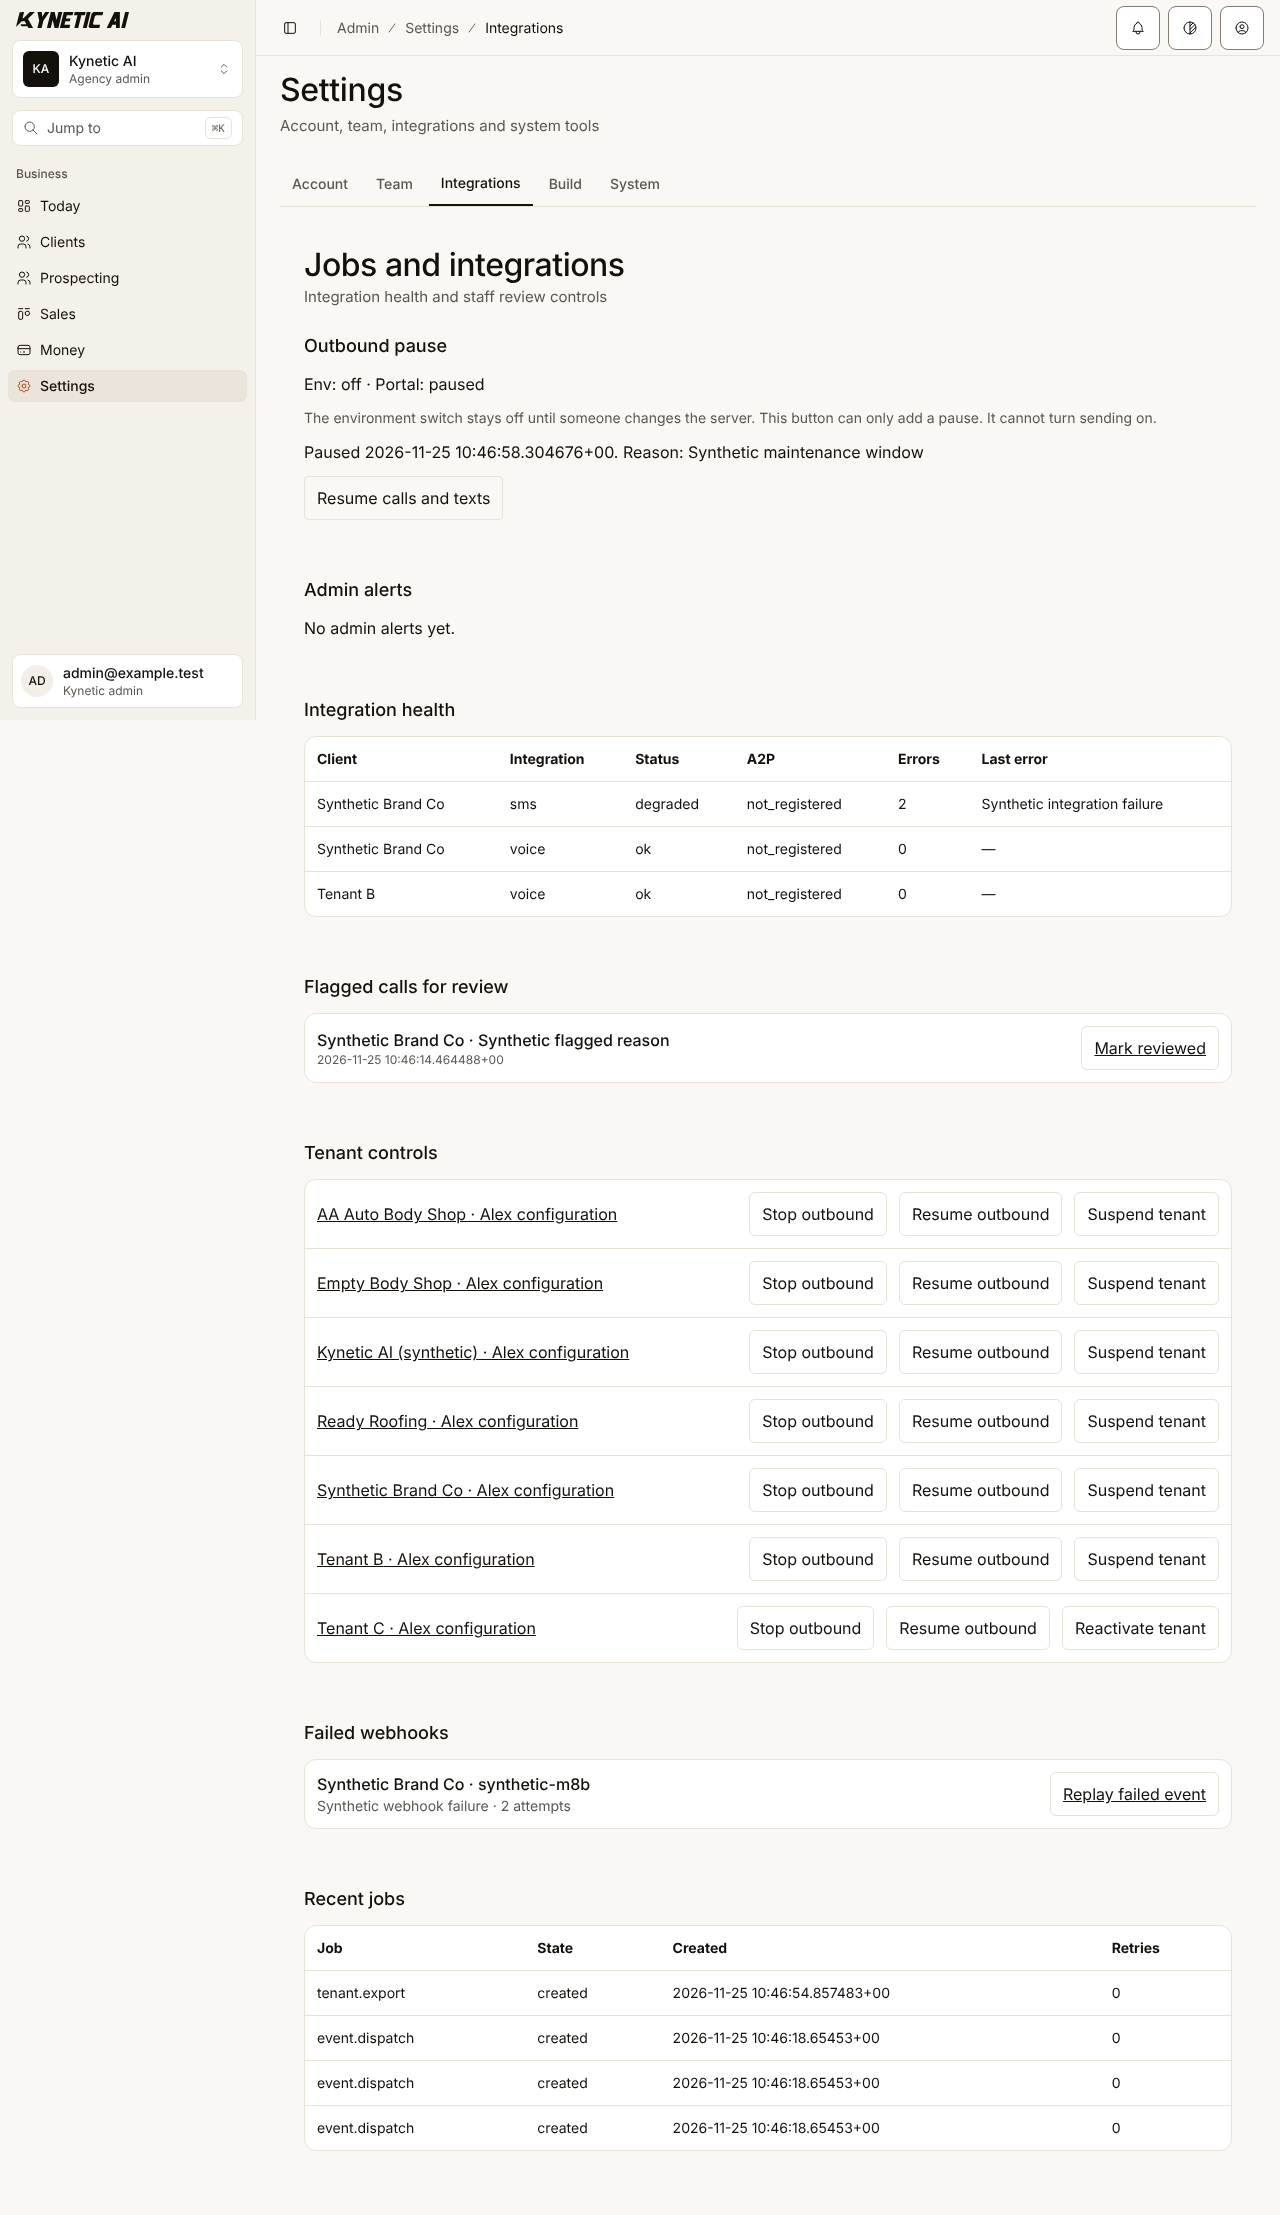 KYNETIC AI
KA
Kynetic AI
Agency admin
Jump to
⌘K
Business
Today
Clients
Prospecting
Sales
Money
Settings
AD
admin@example.test
Kynetic admin
Admin / Settings / Integrations
Settings
Account, team, integrations and system tools
Account Team Integrations Build System
Jobs and integrations
Integration health and staff review controls
Outbound pause
Env: off · Portal: paused
The environment switch stays off until someone changes the server. This button can only add a pause. It cannot turn sending on.
Paused 2026-11-25 10:46:58.304676+00. Reason: Synthetic maintenance window
Resume calls and texts
Admin alerts
No admin alerts yet.
Integration health
Client Integration Status A2P Errors Last error
Synthetic Brand Co sms degraded not_registered 2 Synthetic integration failure
Synthetic Brand Co voice ok not_registered 0 —
Tenant B voice ok not_registered 0 —
Flagged calls for review
Synthetic Brand Co · Synthetic flagged reason
2026-11-25 10:46:14.464488+00
Mark reviewed
Tenant controls
AA Auto Body Shop · Alex configuration Stop outbound Resume outbound Suspend tenant
Empty Body Shop · Alex configuration Stop outbound Resume outbound Suspend tenant
Kynetic AI (synthetic) · Alex configuration Stop outbound Resume outbound Suspend tenant
Ready Roofing · Alex configuration Stop outbound Resume outbound Suspend tenant
Synthetic Brand Co · Alex configuration Stop outbound Resume outbound Suspend tenant
Tenant B · Alex configuration Stop outbound Resume outbound Suspend tenant
Tenant C · Alex configuration Stop outbound Resume outbound Reactivate tenant
Failed webhooks
Synthetic Brand Co · synthetic-m8b
Synthetic webhook failure · 2 attempts
Replay failed event
Recent jobs
Job State Created Retries
tenant.export created 2026-11-25 10:46:54.857483+00 0
event.dispatch created 2026-11-25 10:46:18.65453+00 0
event.dispatch created 2026-11-25 10:46:18.65453+00 0
event.dispatch created 2026-11-25 10:46:18.65453+00 0